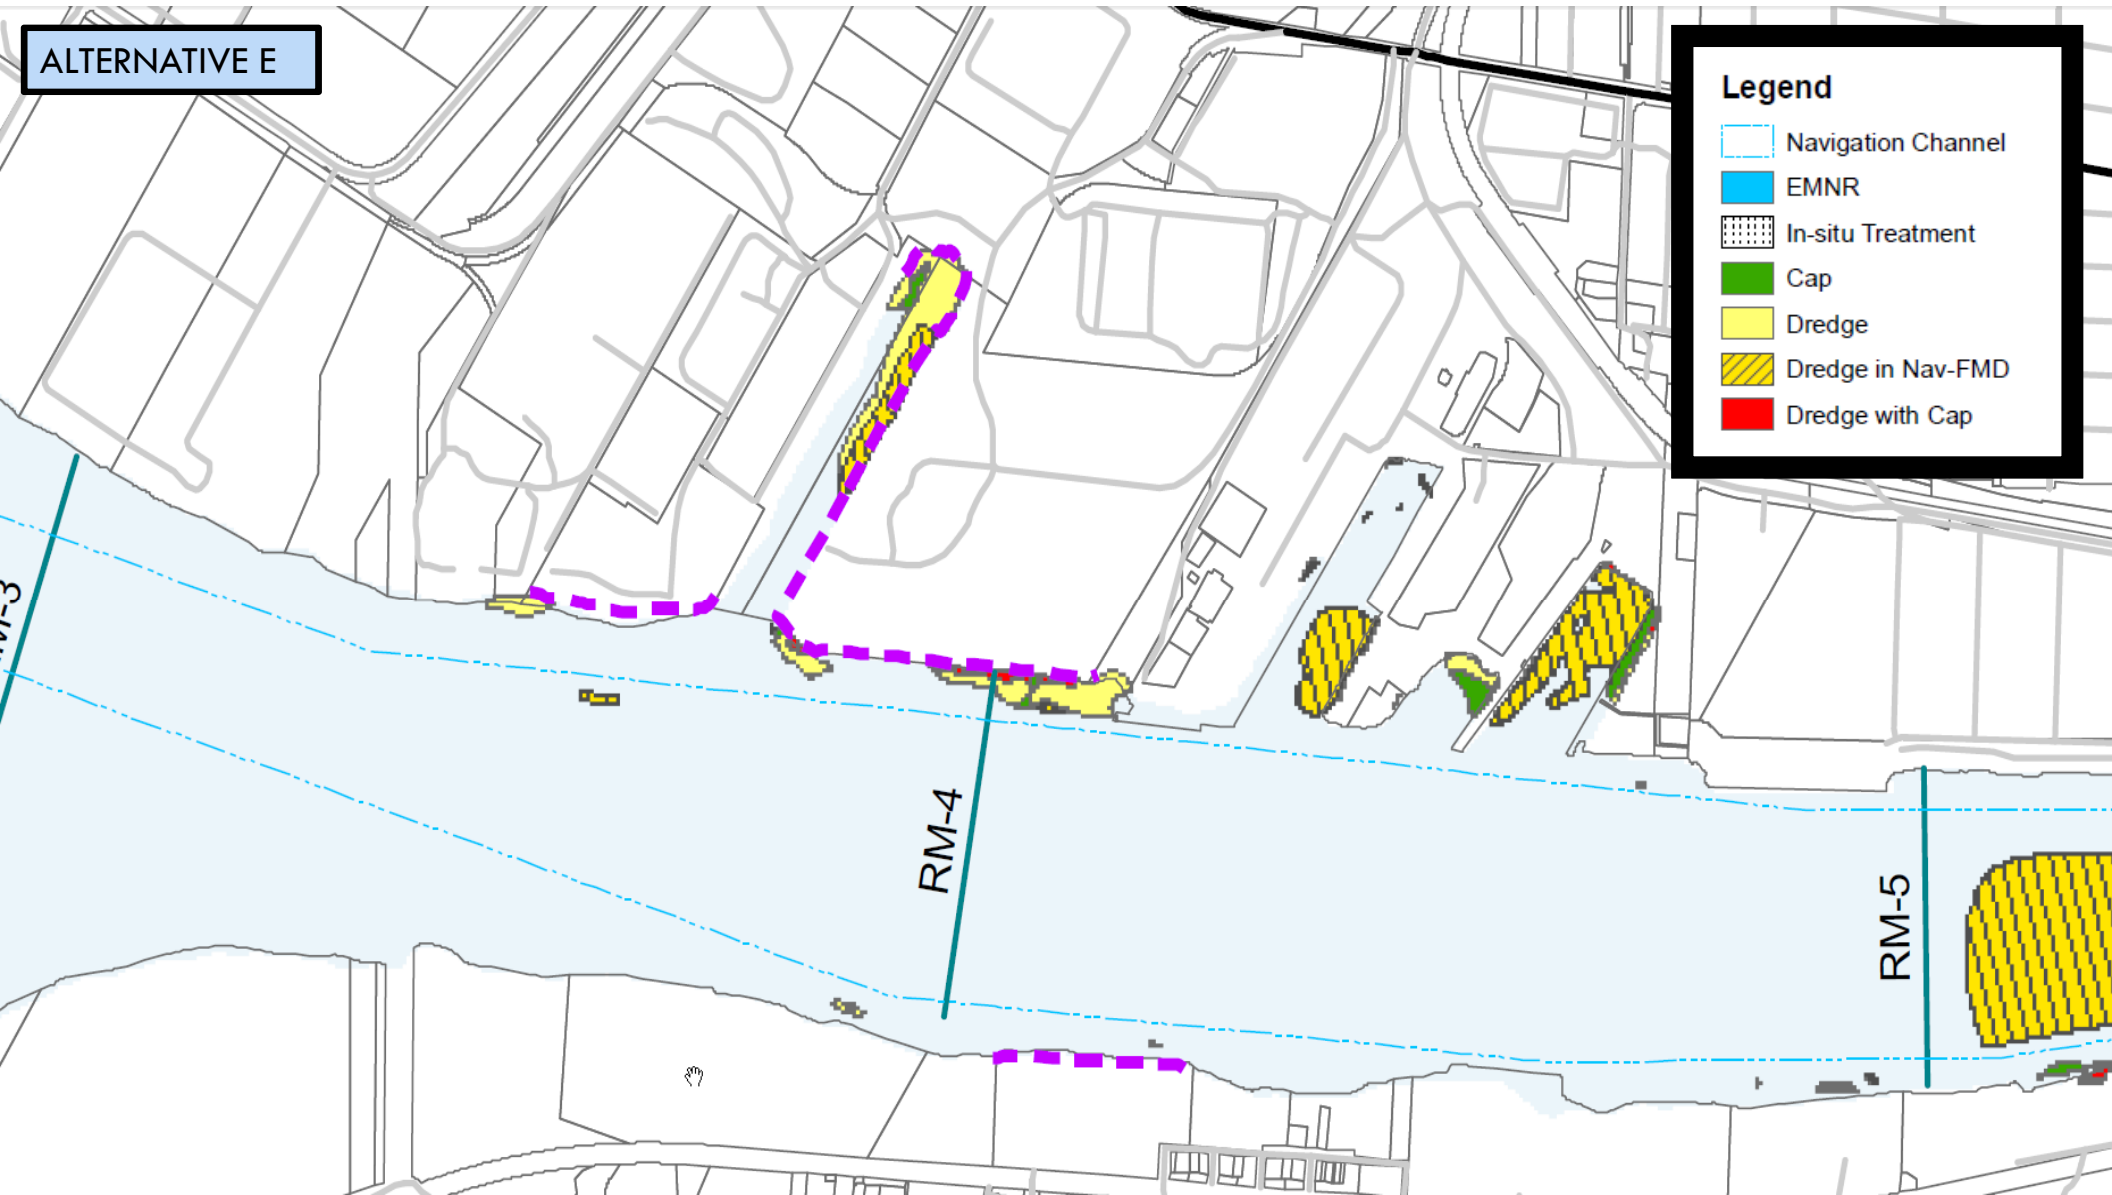 ALTERNATIVE E
Legend
Navigation Channel
EMNR
In-situ Treatment
Cap
Dredge
Dredge in Nav-FMD
Dredge with Cap
RM-4
RM-5